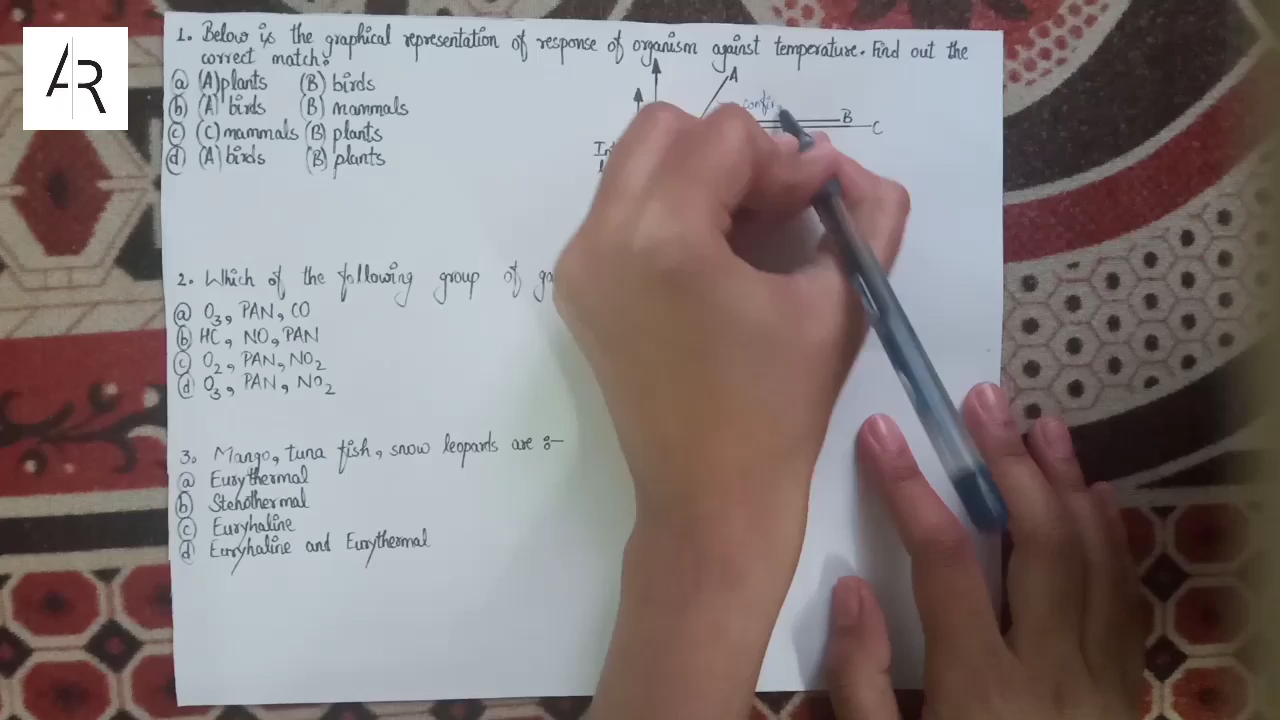 AR
1. Below is the graphical representation of response of organism against temperature. Find out the
correct match:
(a) (A) plants (B) birds
(b) (A) birds (B) mammals
(c) (C) mammals (B) plants
(d) (A) birds (B) plants
A
B
C
2. Which of the following group of
(a) O3, PAN, CO
(b) HC, NO, PAN
(c) O2, PAN, NO2
(d) O3, PAN, NO2
3. Mango, tuna fish, snow leopards are :-
(a) Eurythermal
(b) Stenothermal
(c) Euryhaline
(d) Euryhaline and Eurythermal